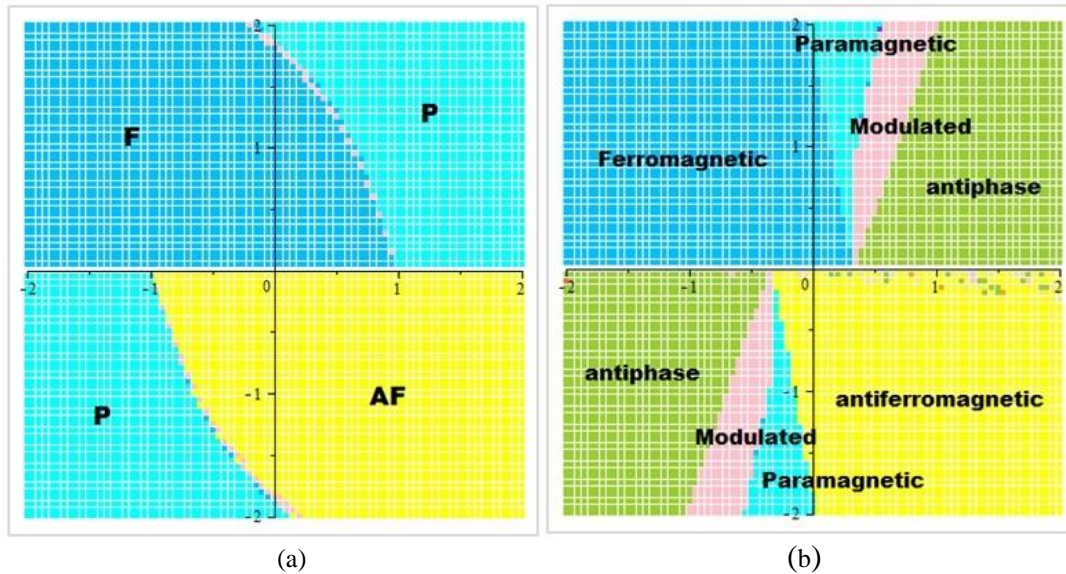 2
F
P
1
-2
-1
0
1
2
P
-1
AF
-2
(a)
2
Paramagnetic
Modulated
1
Ferromagnetic
antiphase
-2
-1
0
1
2
antiphase
-1
antiferromagnetic
Modulated
Paramagnetic
-2
(b)